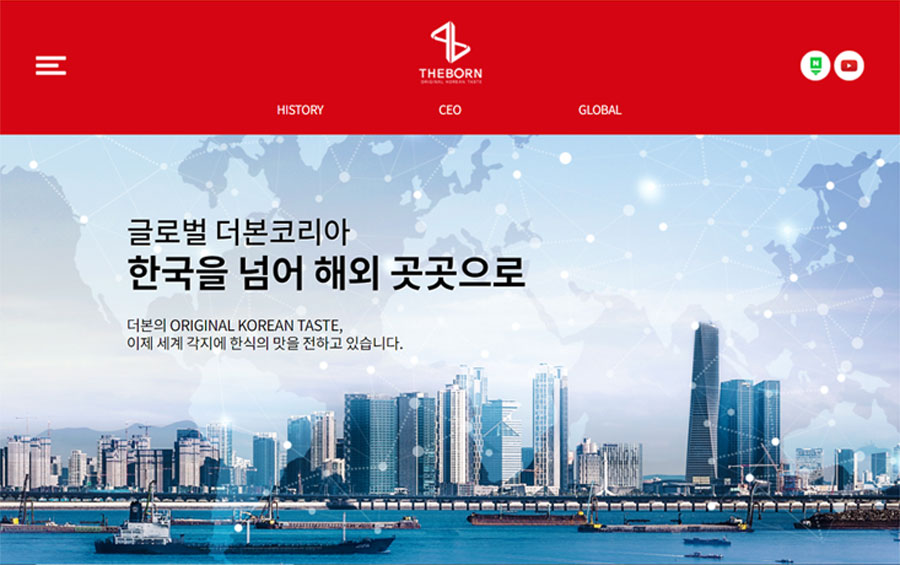 THEBORN
ORIGINAL KOREAN TASTE
HISTORY
CEO
GLOBAL
글로벌 더본코리아
한국을 넘어 해외 곳곳으로
더본의 ORIGINAL KOREAN TASTE,
이제 세계 각지에 한식의 맛을 전하고 있습니다.